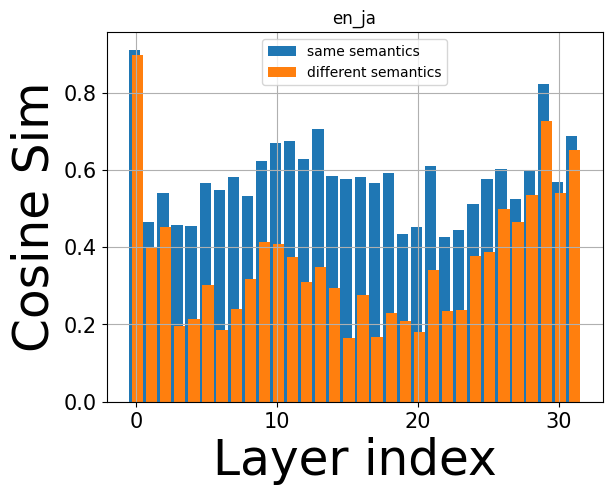 en_ja
same semantics
different semantics
Cosine Sim
0.8
0.6
0.4
0.2
0.0
0 10 20 30
Layer index